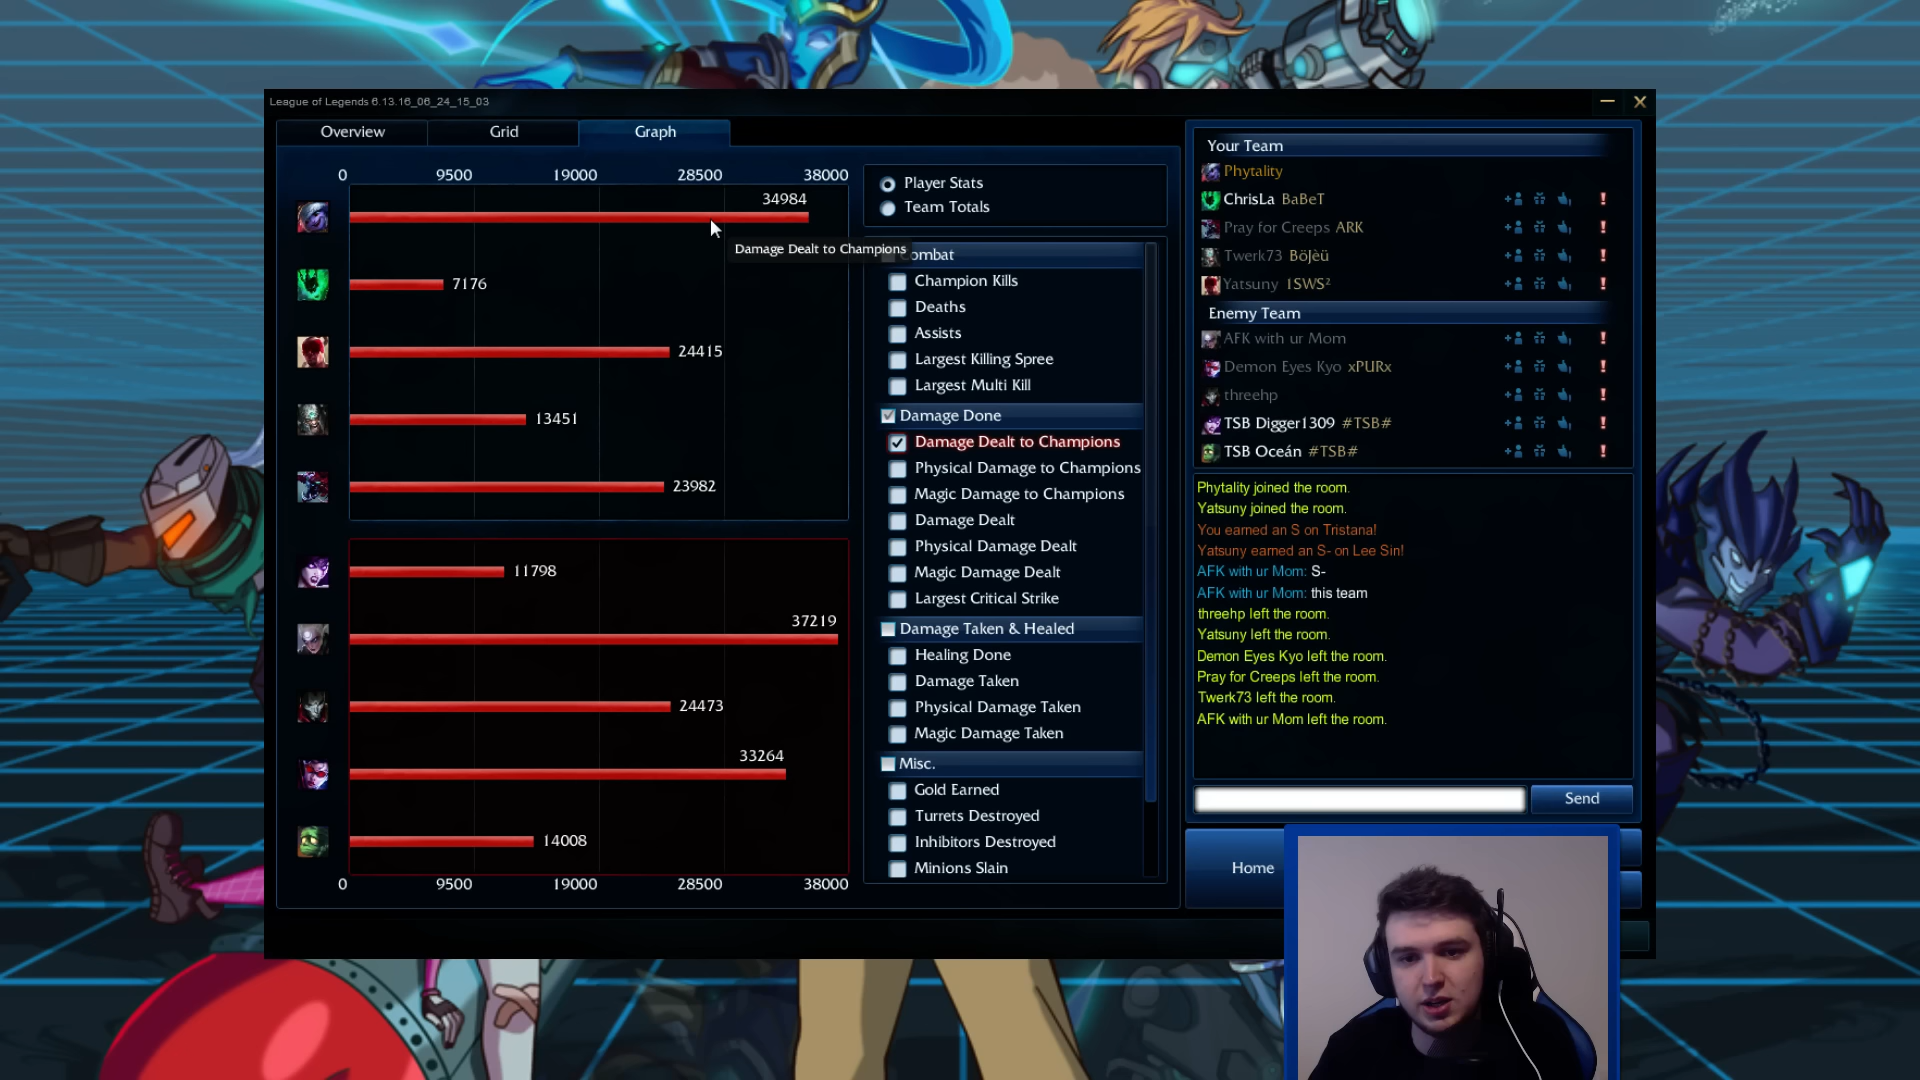 League of Legends 6.13.16_06_24_15_03
Overview Grid Graph
0 9500 19000 28500 38000
34984
7176
24415
13451
23982
11798
37219
24473
33264
14008
0 9500 19000 28500 38000
Damage Dealt to Champions
Player Stats
Team Totals
Combat
Champion Kills
Deaths
Assists
Largest Killing Spree
Largest Multi Kill
Damage Done
Damage Dealt to Champions
Physical Damage to Champions
Magic Damage to Champions
Damage Dealt
Physical Damage Dealt
Magic Damage Dealt
Largest Critical Strike
Damage Taken & Healed
Healing Done
Damage Taken
Physical Damage Taken
Magic Damage Taken
Misc.
Gold Earned
Turrets Destroyed
Inhibitors Destroyed
Minions Slain
Your Team
Phytality
ChrisLa BaBeT
Pray for Creeps ARK
Twerk73 BöJèü
Yatsuny 1SWS²
Enemy Team
AFK with ur Mom
Demon Eyes Kyo xPURx
threehp
TSB Digger1309 #TSB#
TSB Oceán #TSB#
Phytality joined the room.
Yatsuny joined the room.
You earned an S on Tristana!
Yatsuny earned an S- on Lee Sin!
AFK with ur Mom: S-
AFK with ur Mom: this team
threehp left the room.
Yatsuny left the room.
Demon Eyes Kyo left the room.
Pray for Creeps left the room.
Twerk73 left the room.
AFK with ur Mom left the room.
Send
Home